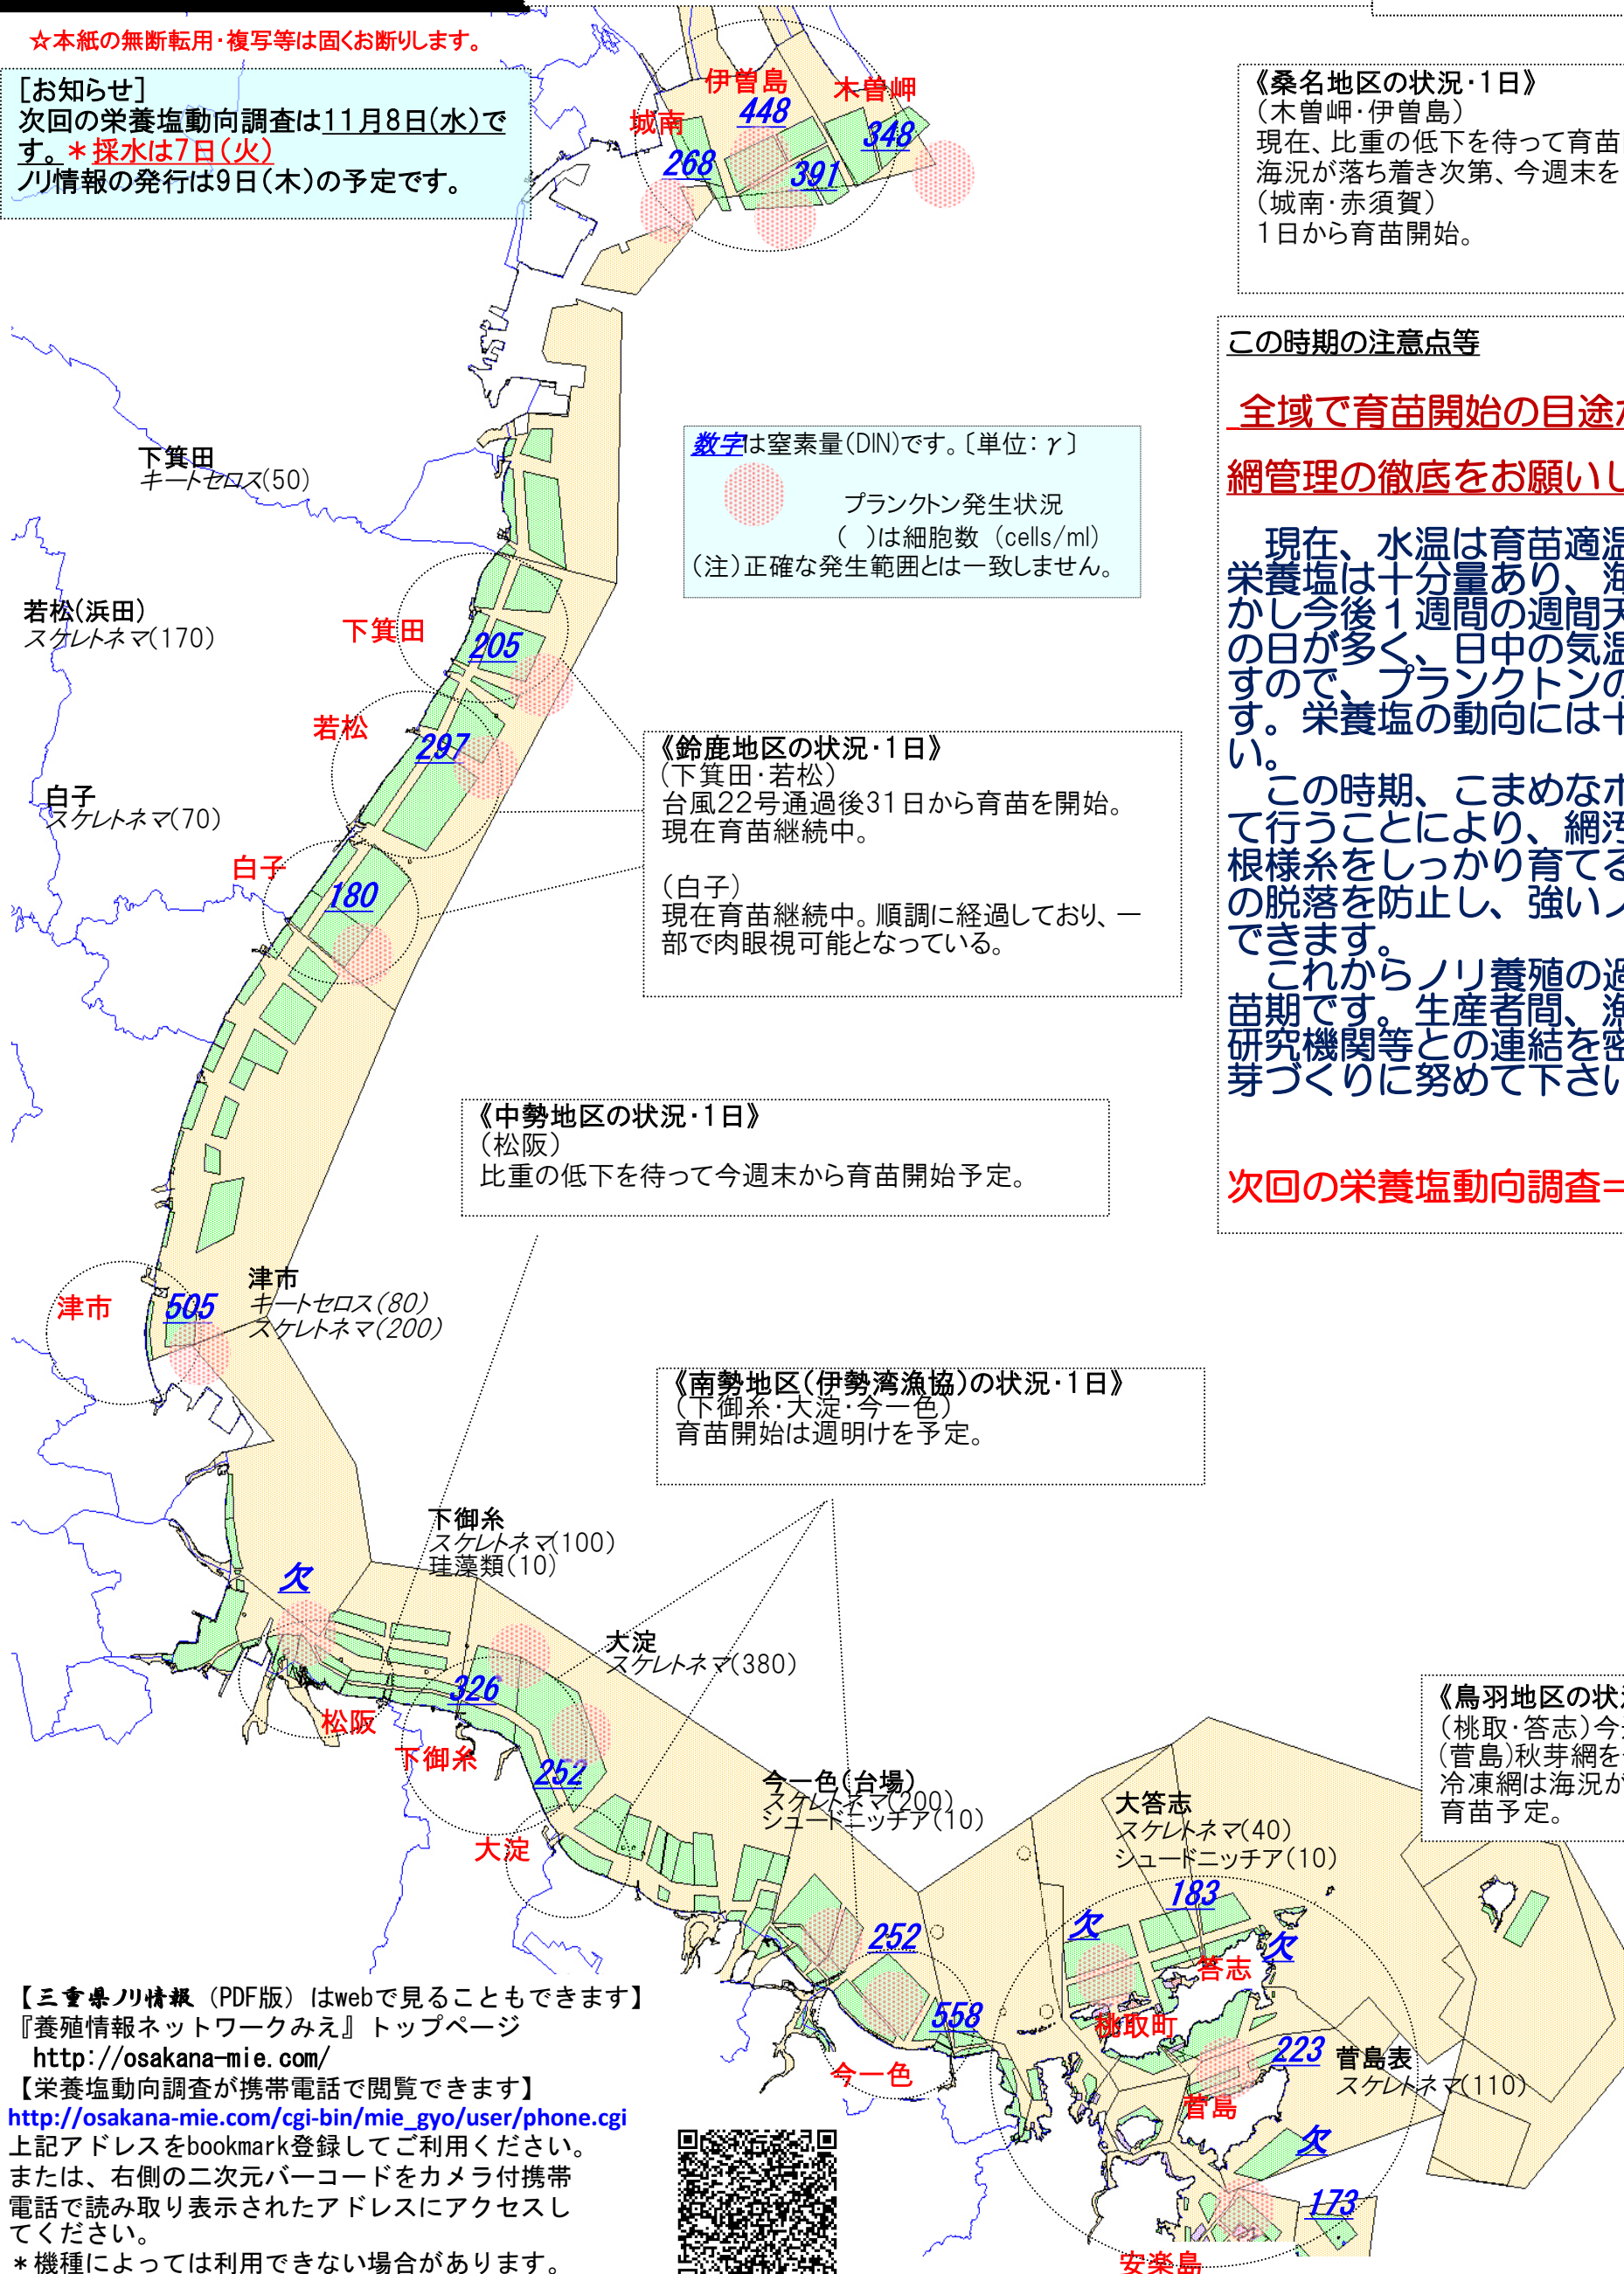 ☆本紙の無断転用・複写等は固くお断りします。
［お知らせ］
次回の栄養塩動向調査は11月8日(水)で
す。＊採水は7日(火)
ノリ情報の発行は9日(木)の予定です。
伊曽島
木曽岬
城南
448
348
268
391
《桑名地区の状況・1日》
（木曽岬・伊曽島）
現在、比重の低下を待って育苗
海況が落ち着き次第、今週末を
（城南・赤須賀）
1日から育苗開始。
この時期の注意点等
全域で育苗開始の目途
網管理の徹底をお願いし
現在、水温は育苗適温
栄養塩は十分量あり、海
かし今後１週間の週間天
の日が多く、日中の気温
すので、プランクトンの
す。栄養塩の動向には十
い。
この時期、こまめなポ
て行うことにより、網汚
根様糸をしっかり育てる
の脱落を防止し、強いノ
できます。
これからノリ養殖の過
苗期です。生産者間、漁
研究機関等との連結を密
芽づくりに努めて下さい
次回の栄養塩動向調査＝
数字は窒素量(DIN)です。〔単位：γ〕
プランクトン発生状況
（　）は細胞数 (cells/ml)
（注）正確な発生範囲とは一致しません。
下箕田
キートセロス(50)
若松(浜田)
スケレトネマ(170)
下箕田
205
若松
297
白子
スケレトネマ(70)
白子
180
《鈴鹿地区の状況・1日》
（下箕田・若松）
台風22号通過後31日から育苗を開始。
現在育苗継続中。
（白子）
現在育苗継続中。順調に経過しており、一
部で肉眼視可能となっている。
《中勢地区の状況・1日》
（松阪）
比重の低下を待って今週末から育苗開始予定。
津市
505
津市
キートセロス(80)
スケレトネマ(200)
《南勢地区(伊勢湾漁協)の状況・1日》
（下御糸・大淀・今一色）
育苗開始は週明けを予定。
下御糸
スケレトネマ(100)
珪藻類(10)
欠
大淀
スケレトネマ(380)
326
松阪
下御糸
252
大淀
今一色(台場)
スケレトネマ(200)
シュードニッチア(10)
大答志
スケレトネマ(40)
シュードニッチア(10)
《鳥羽地区の状
（桃取・答志）今
（菅島)秋芽網を
冷凍網は海況が
育苗予定。
183
欠
252
欠
答志
558
桃取町
今一色
223
菅島表
スケレトネマ(110)
菅島
欠
173
安楽島
【三重県ノリ情報（PDF版）はwebで見ることもできます】
『養殖情報ネットワークみえ』トップページ
http://osakana-mie.com/
【栄養塩動向調査が携帯電話で閲覧できます】
http://osakana-mie.com/cgi-bin/mie_gyo/user/phone.cgi
上記アドレスをbookmark登録してご利用ください。
または、右側の二次元バーコードをカメラ付携帯
電話で読み取り表示されたアドレスにアクセスし
てください。
＊機種によっては利用できない場合があります。